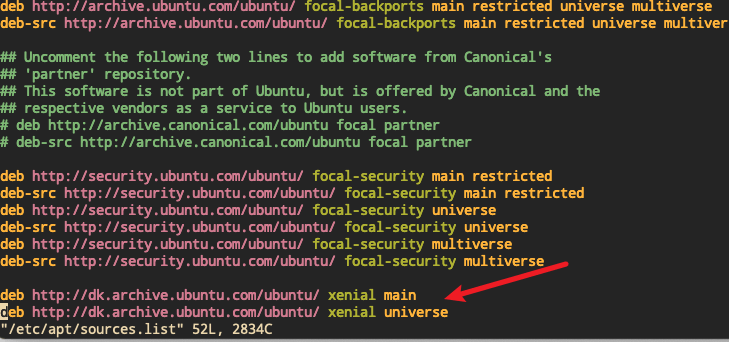 deb http://archive.ubuntu.com/ubuntu/ focal-backports main restricted universe multiverse
deb-src http://archive.ubuntu.com/ubuntu/ focal-backports main restricted universe multiver
## Uncomment the following two lines to add software from Canonical's
## 'partner' repository.
## This software is not part of Ubuntu, but is offered by Canonical and the
## respective vendors as a service to Ubuntu users.
# deb http://archive.canonical.com/ubuntu focal partner
# deb-src http://archive.canonical.com/ubuntu focal partner
deb http://security.ubuntu.com/ubuntu/ focal-security main restricted
deb-src http://security.ubuntu.com/ubuntu/ focal-security main restricted
deb http://security.ubuntu.com/ubuntu/ focal-security universe
deb-src http://security.ubuntu.com/ubuntu/ focal-security universe
deb http://security.ubuntu.com/ubuntu/ focal-security multiverse
deb-src http://security.ubuntu.com/ubuntu/ focal-security multiverse
deb http://dk.archive.ubuntu.com/ubuntu/ xenial main
deb http://dk.archive.ubuntu.com/ubuntu/ xenial universe
"/etc/apt/sources.list" 52L, 2834C